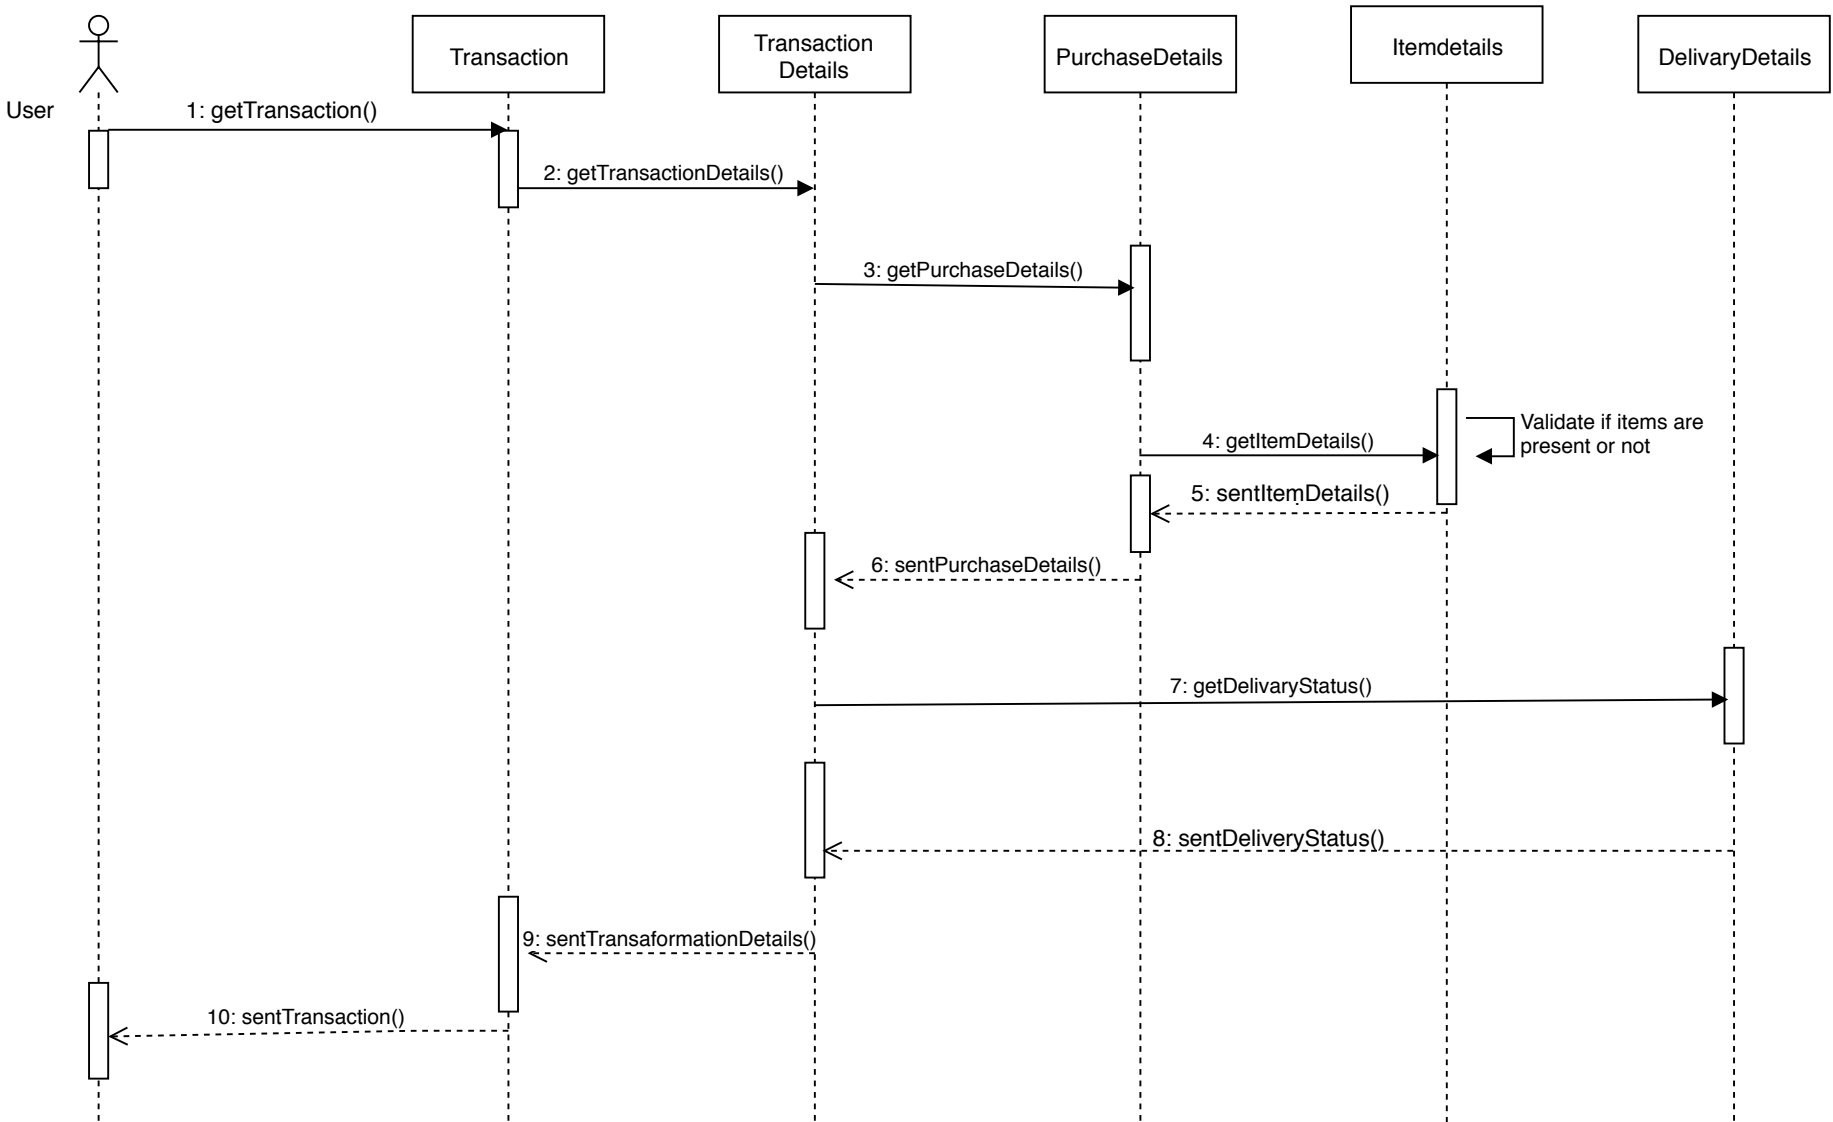 Transaction
Transaction
Details
PurchaseDetails
Itemdetails
DelivaryDetails
User
1: getTransaction()
2: getTransactionDetails()
3: getPurchaseDetails()
Validate if items are
present or not
4: getItemDetails()
5: sentItemDetails()
6: sentPurchaseDetails()
7: getDelivaryStatus()
8: sentDeliveryStatus()
9: sentTransaformationDetails()
10: sentTransaction()